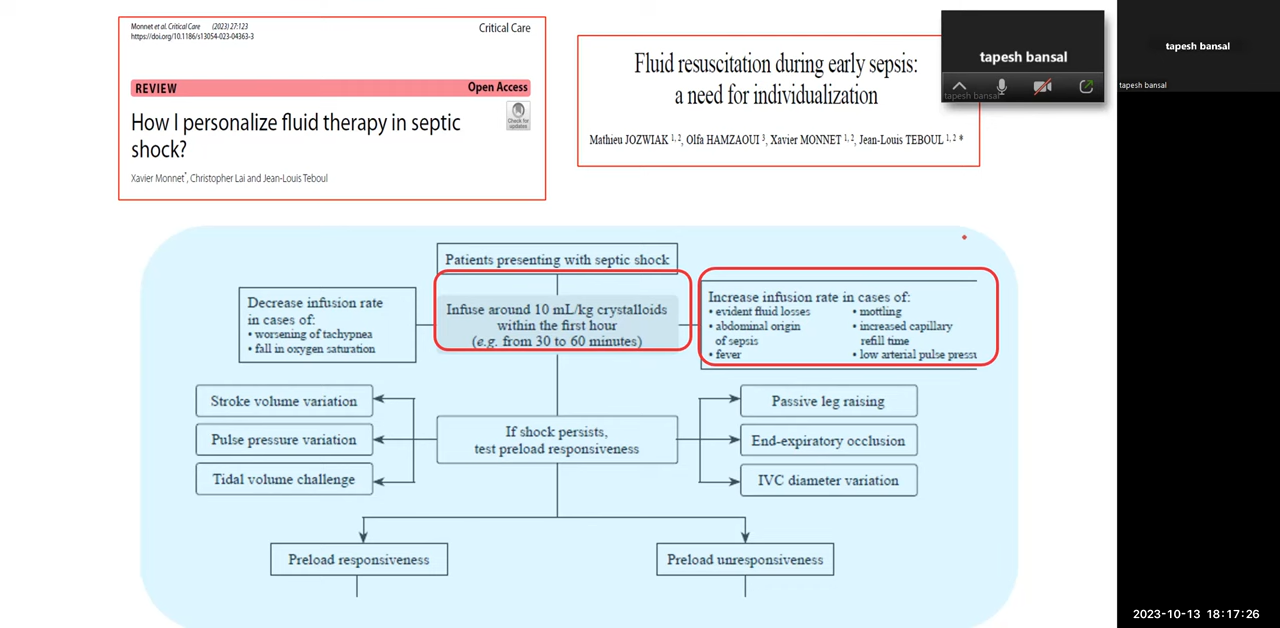 Monnet et al. Critical Care (2023) 27:123
https://doi.org/10.1186/s13054-023-04363-3
Critical Care
REVIEW
Open Access
How I personalize fluid therapy in septic
shock?
Check for
updates
Xavier Monnet*, Christopher Lai and Jean-Louis Teboul
Fluid resuscitation during early sepsis:
a need for individualization
Mathieu JOZWIAK 1, 2, Olfa HAMZAOUI 3, Xavier MONNET 1, 2, Jean-Louis TEBOUL 1, 2 *
tapesh bansal
tapesh bansal
tapesh bansal
tapesh bansal
Patients presenting with septic shock
Decrease infusion rate
in cases of:
• worsening of tachypnea
• fall in oxygen saturation
Infuse around 10 mL/kg crystalloids
within the first hour
(e.g. from 30 to 60 minutes)
Increase infusion rate in cases of:
• evident fluid losses
• abdominal origin
of sepsis
• fever
• mottling
• increased capillary
refill time
• low arterial pulse
Stroke volume variation
Pulse pressure variation
Tidal volume challenge
If shock persists,
test preload responsiveness
Passive leg raising
End-expiratory occlusion
IVC diameter variation
Preload responsiveness
Preload unresponsiveness
2023-10-13 18:17:26